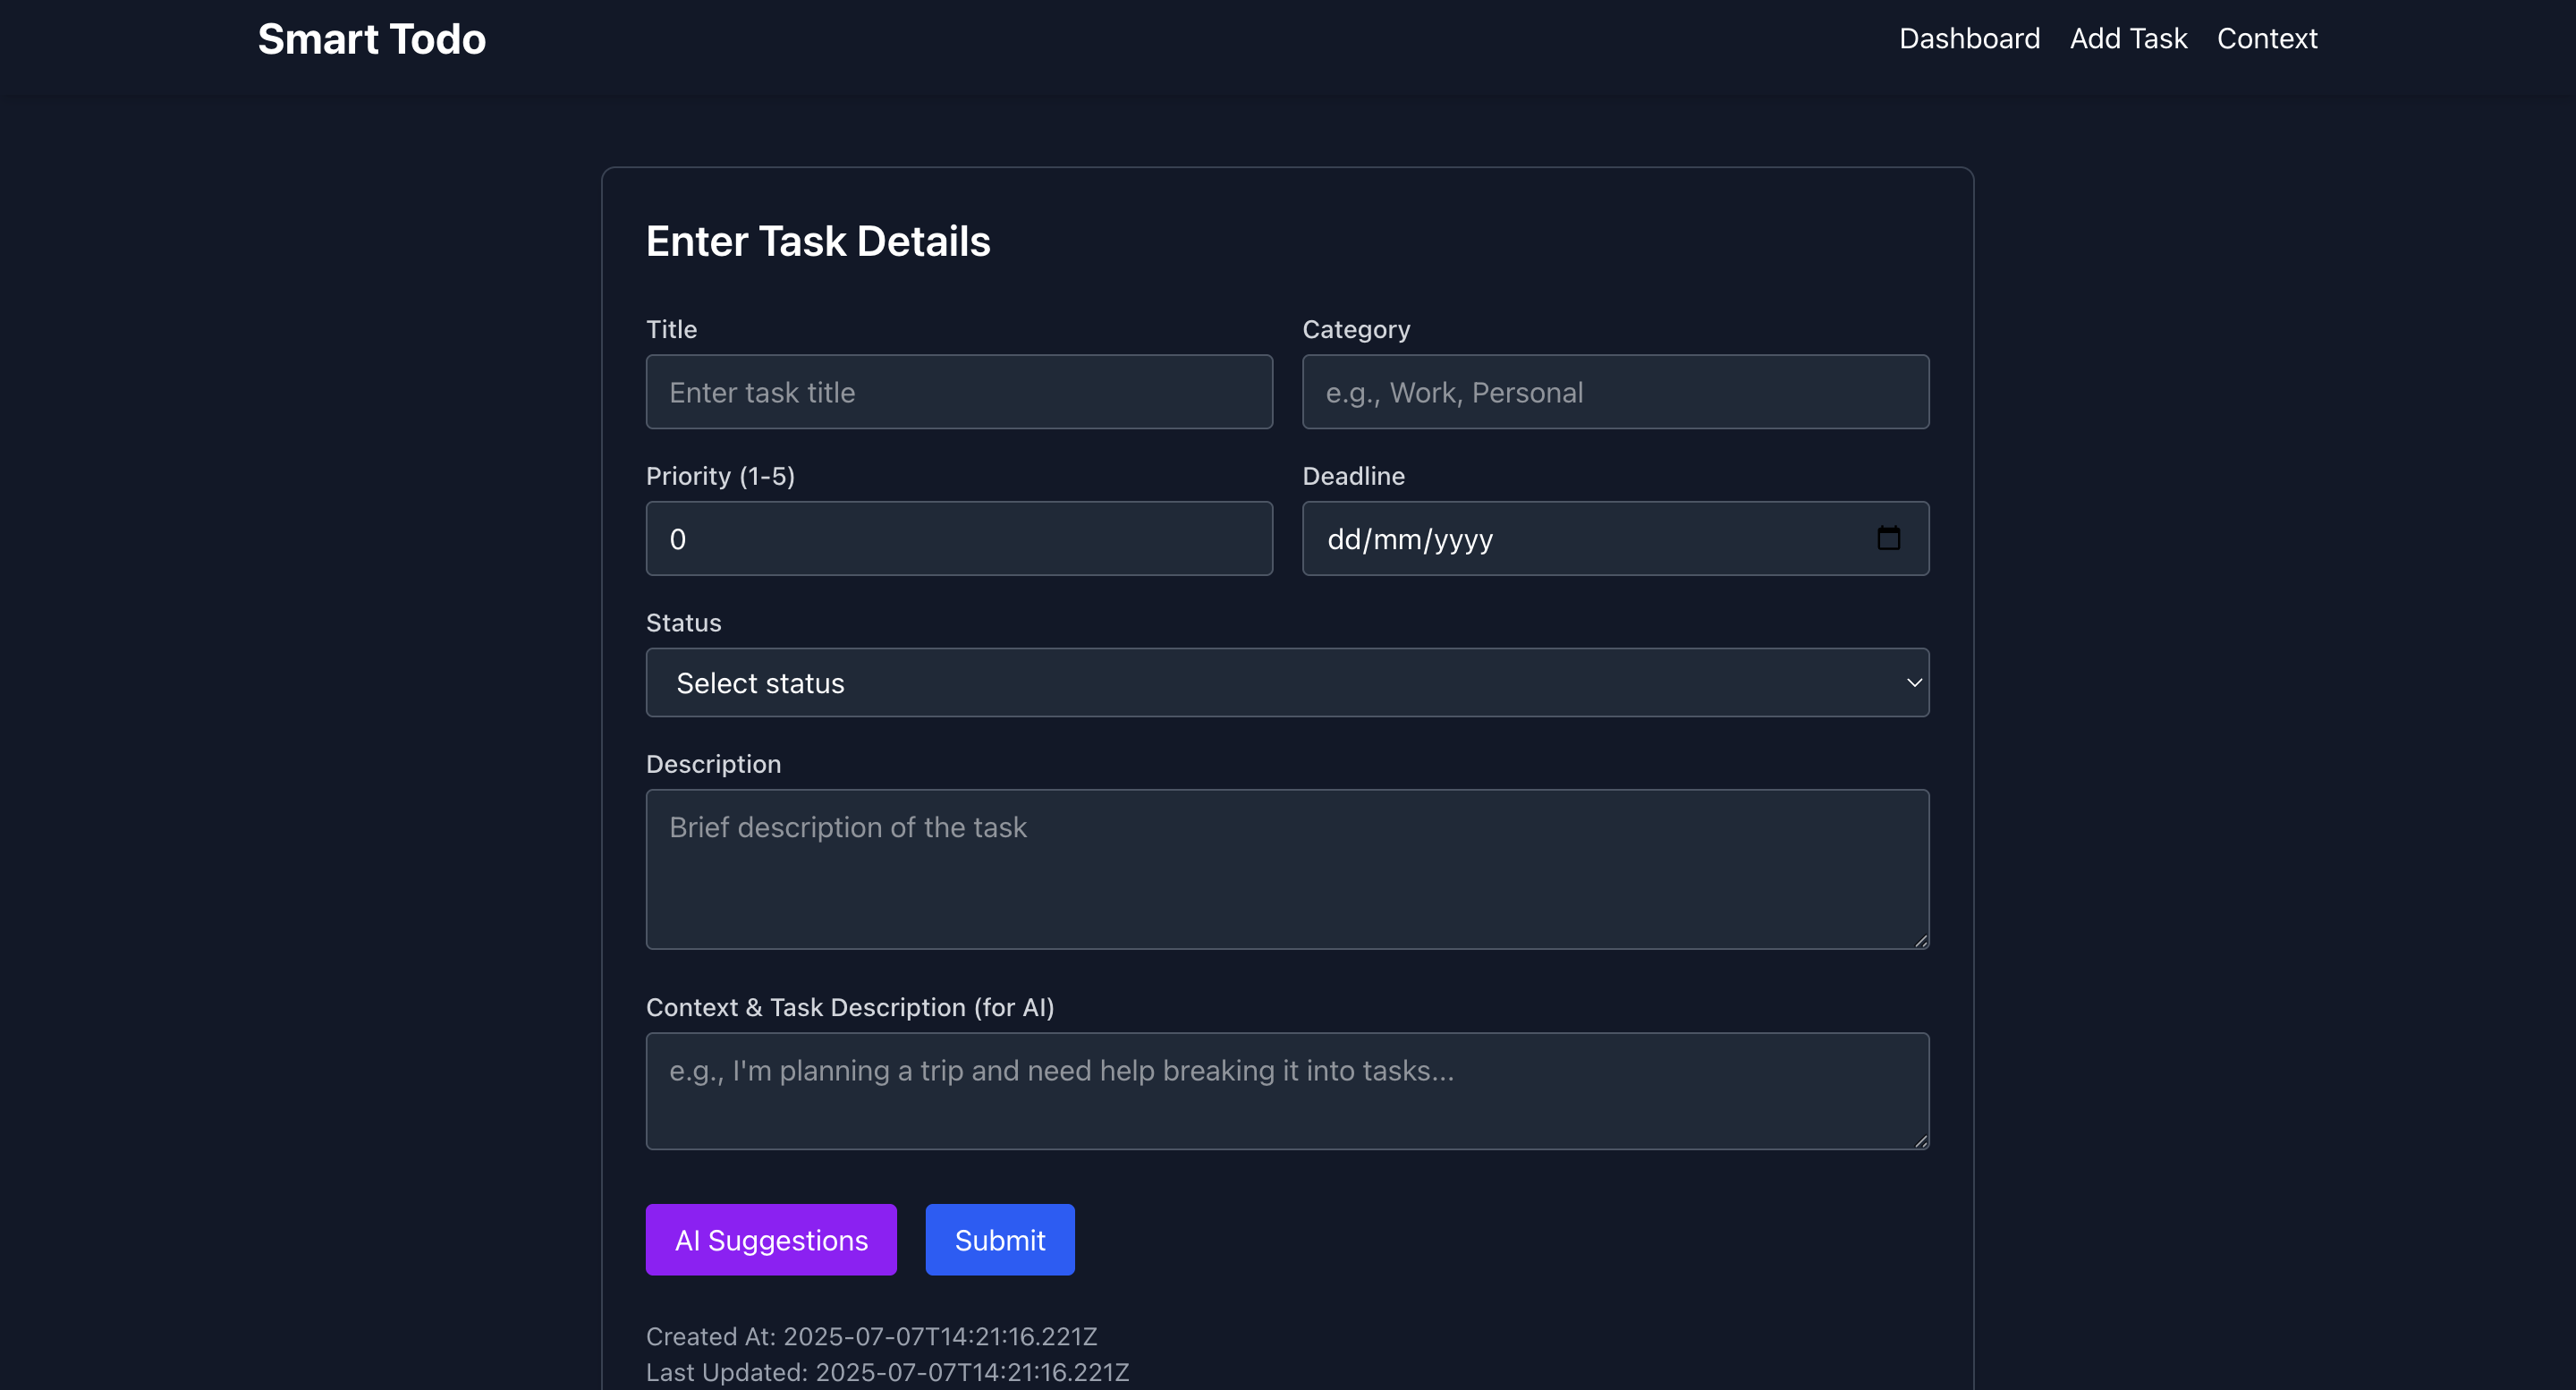 Smart Todo
Dashboard Add Task Context
Enter Task Details
Title
Enter task title
Category
e.g., Work, Personal
Priority (1-5)
0
Deadline
dd/mm/yyyy
Status
Select status
Description
Brief description of the task
Context & Task Description (for AI)
e.g., I'm planning a trip and need help breaking it into tasks...
AI Suggestions
Submit
Created At: 2025-07-07T14:21:16.221Z
Last Updated: 2025-07-07T14:21:16.221Z